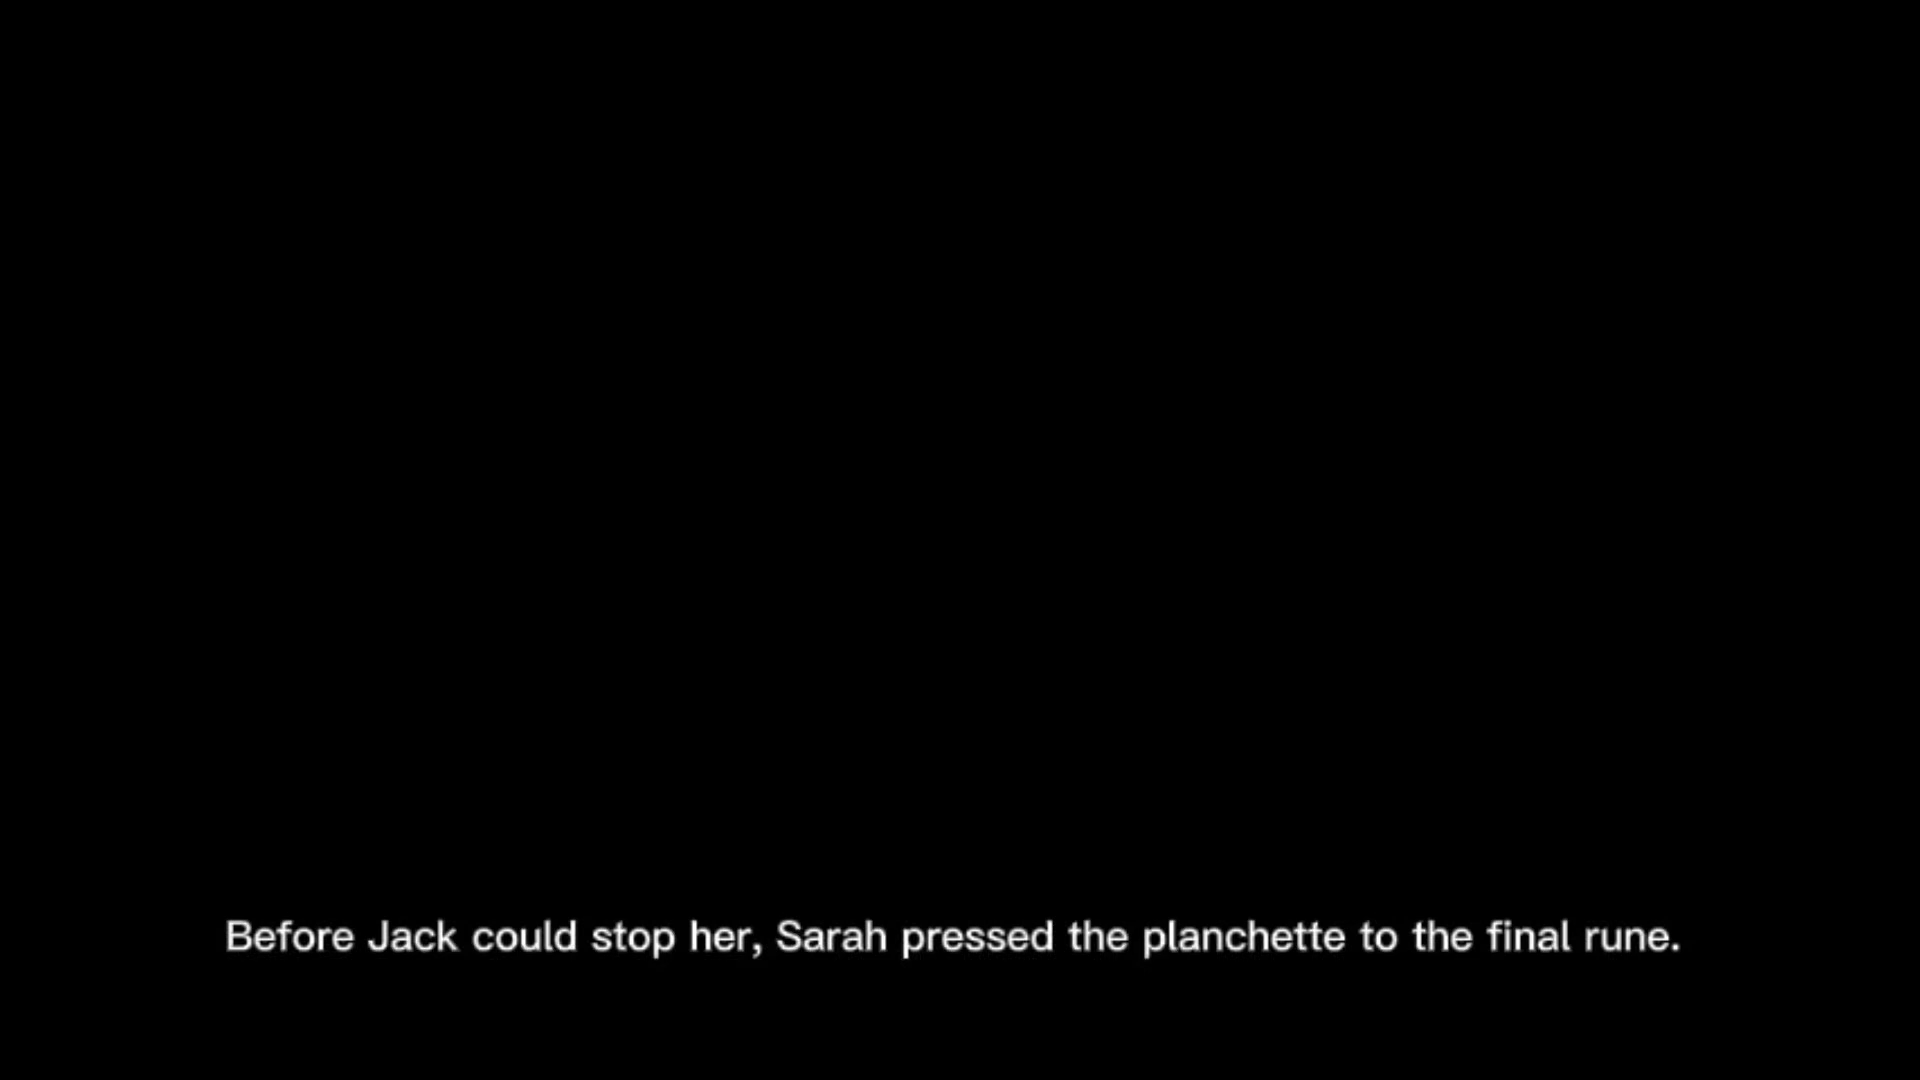 Before Jack could stop her, Sarah pressed the planchette to the final rune.